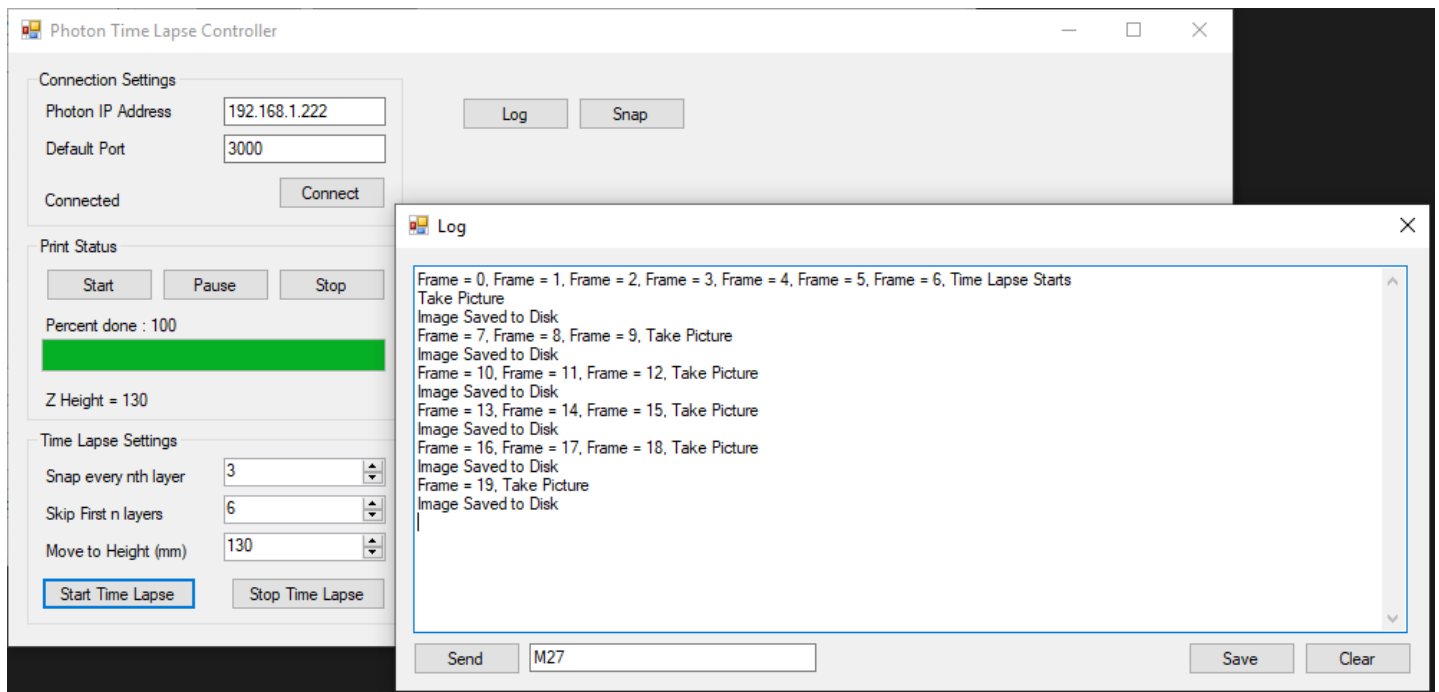 Photon Time Lapse Controller
Connection Settings
Photon IP Address 192.168.1.222
Default Port 3000
Connected Connect
Log Snap
Print Status
Start Pause Stop
Percent done : 100
Z Height = 130
Time Lapse Settings
Snap every nth layer 3
Skip First n layers 6
Move to Height (mm) 130
Start Time Lapse Stop Time Lapse
Log
Frame = 0, Frame = 1, Frame = 2, Frame = 3, Frame = 4, Frame = 5, Frame = 6, Time Lapse Starts
Take Picture
Image Saved to Disk
Frame = 7, Frame = 8, Frame = 9, Take Picture
Image Saved to Disk
Frame = 10, Frame = 11, Frame = 12, Take Picture
Image Saved to Disk
Frame = 13, Frame = 14, Frame = 15, Take Picture
Image Saved to Disk
Frame = 16, Frame = 17, Frame = 18, Take Picture
Image Saved to Disk
Frame = 19, Take Picture
Image Saved to Disk
Send M27 Save Clear